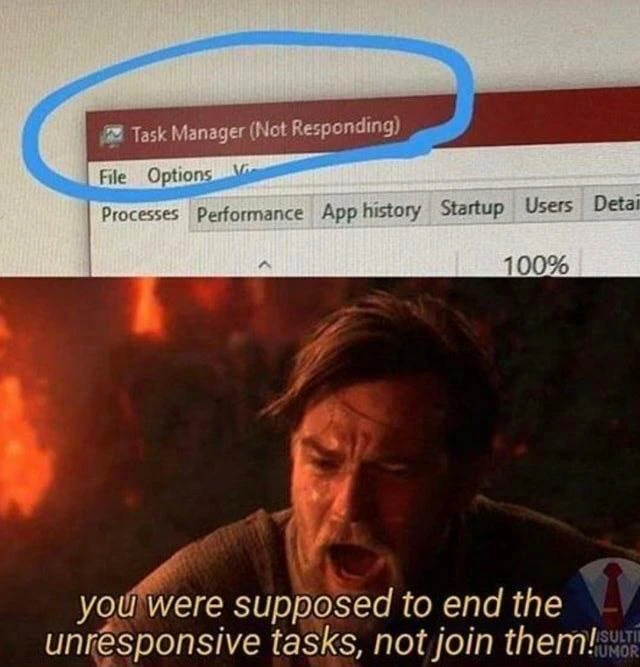 Task Manager (Not Responding)
File Options
Processes Performance App history Startup Users Detai
100%
you were supposed to end the
unresponsive tasks, not join them!